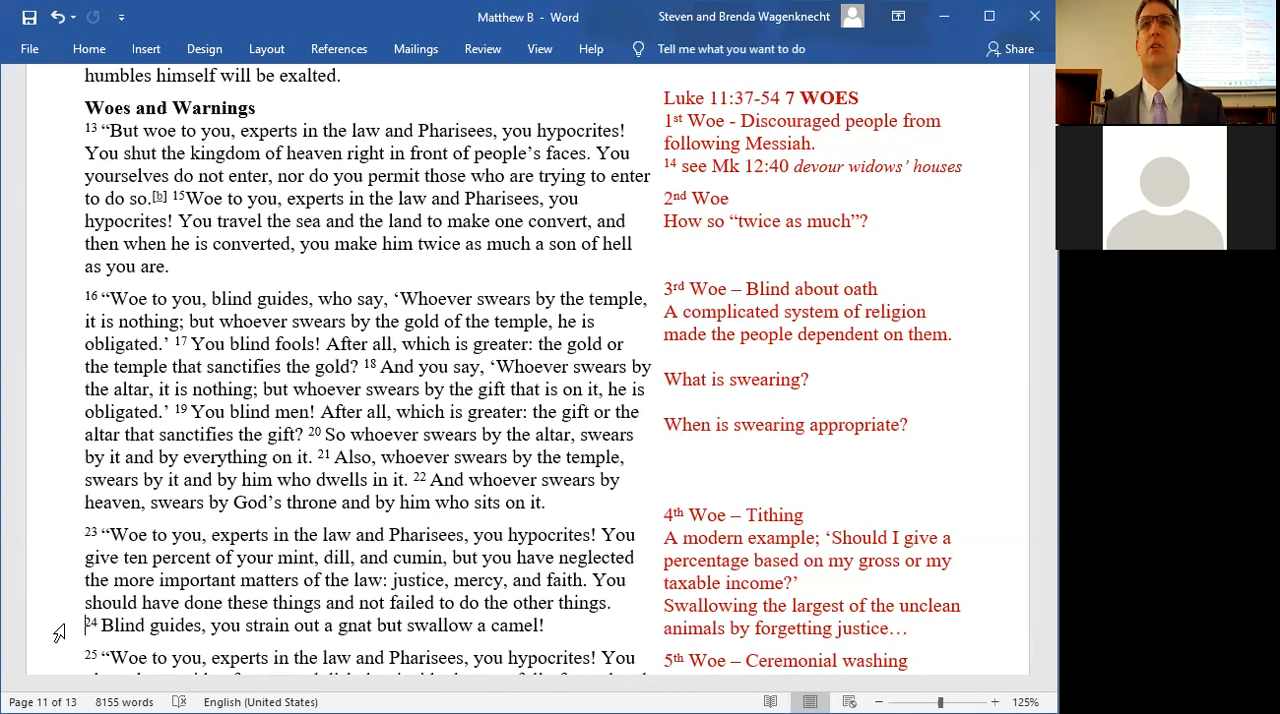 Matthew B - Word
Steven and Brenda Wagenknecht
File Home Insert Design Layout References Mailings Review View Help Tell me what you want to do Share
humbles himself will be exalted.
Woes and Warnings
13 “But woe to you, experts in the law and Pharisees, you hypocrites!
You shut the kingdom of heaven right in front of people’s faces. You
yourselves do not enter, nor do you permit those who are trying to enter
to do so.[b] 15Woe to you, experts in the law and Pharisees, you
hypocrites! You travel the sea and the land to make one convert, and
then when he is converted, you make him twice as much a son of hell
as you are.
16 “Woe to you, blind guides, who say, ‘Whoever swears by the temple,
it is nothing; but whoever swears by the gold of the temple, he is
obligated.’ 17 You blind fools! After all, which is greater: the gold or
the temple that sanctifies the gold? 18 And you say, ‘Whoever swears by
the altar, it is nothing; but whoever swears by the gift that is on it, he is
obligated.’ 19 You blind men! After all, which is greater: the gift or the
altar that sanctifies the gift? 20 So whoever swears by the altar, swears
by it and by everything on it. 21 Also, whoever swears by the temple,
swears by it and by him who dwells in it. 22 And whoever swears by
heaven, swears by God’s throne and by him who sits on it.
23 “Woe to you, experts in the law and Pharisees, you hypocrites! You
give ten percent of your mint, dill, and cumin, but you have neglected
the more important matters of the law: justice, mercy, and faith. You
should have done these things and not failed to do the other things.
24 Blind guides, you strain out a gnat but swallow a camel!
25 “Woe to you, experts in the law and Pharisees, you hypocrites! You
Luke 11:37-54 7 WOES
1st Woe - Discouraged people from
following Messiah.
14 see Mk 12:40 devour widows’ houses
2nd Woe
How so “twice as much”?
3rd Woe – Blind about oath
A complicated system of religion
made the people dependent on them.
What is swearing?
When is swearing appropriate?
4th Woe – Tithing
A modern example; ‘Should I give a
percentage based on my gross or my
taxable income?’
Swallowing the largest of the unclean
animals by forgetting justice…
5th Woe – Ceremonial washing
Page 11 of 13 8155 words English (United States) 125%